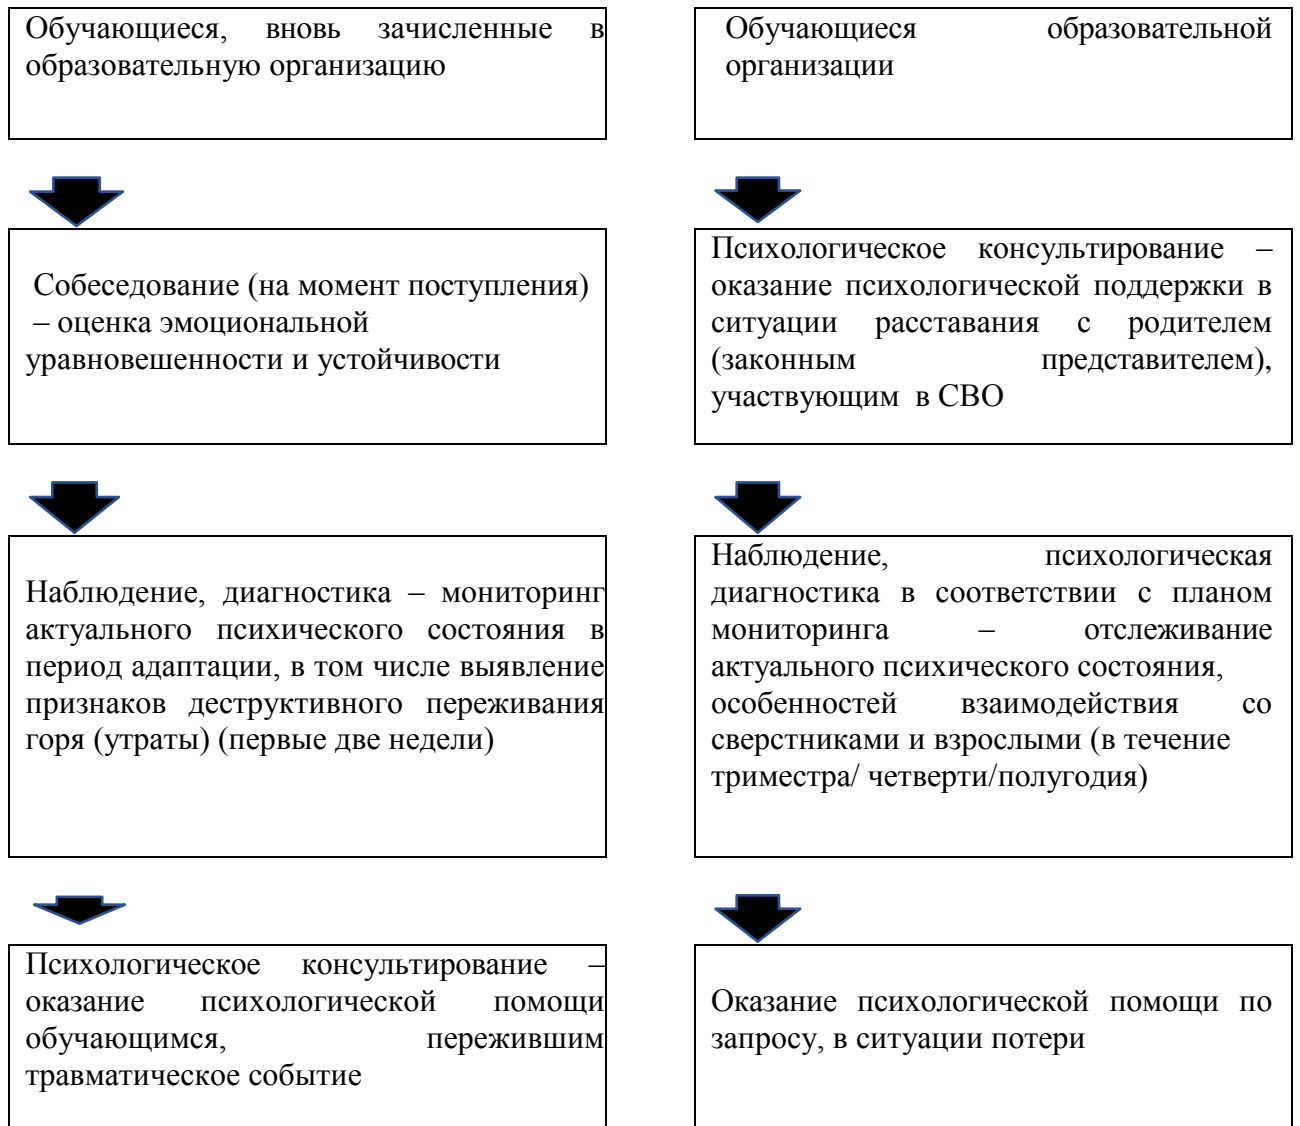 Обучающиеся, вновь зачисленные в
образовательную организацию
Обучающиеся образовательной
организации
Собеседование (на момент поступления)
– оценка эмоциональной
уравновешенности и устойчивости
Психологическое консультирование –
оказание психологической поддержки в
ситуации расставания с родителем
(законным представителем),
участвующим в СВО
Наблюдение, диагностика – мониторинг
актуального психического состояния в
период адаптации, в том числе выявление
признаков деструктивного переживания
горя (утраты) (первые две недели)
Наблюдение, психологическая
диагностика в соответствии с планом
мониторинга – отслеживание
актуального психического состояния,
особенностей взаимодействия со
сверстниками и взрослыми (в течение
триместра/ четверти/полугодия)
Психологическое консультирование –
оказание психологической помощи
обучающимся, пережившим
травматическое событие
Оказание психологической помощи по
запросу, в ситуации потери